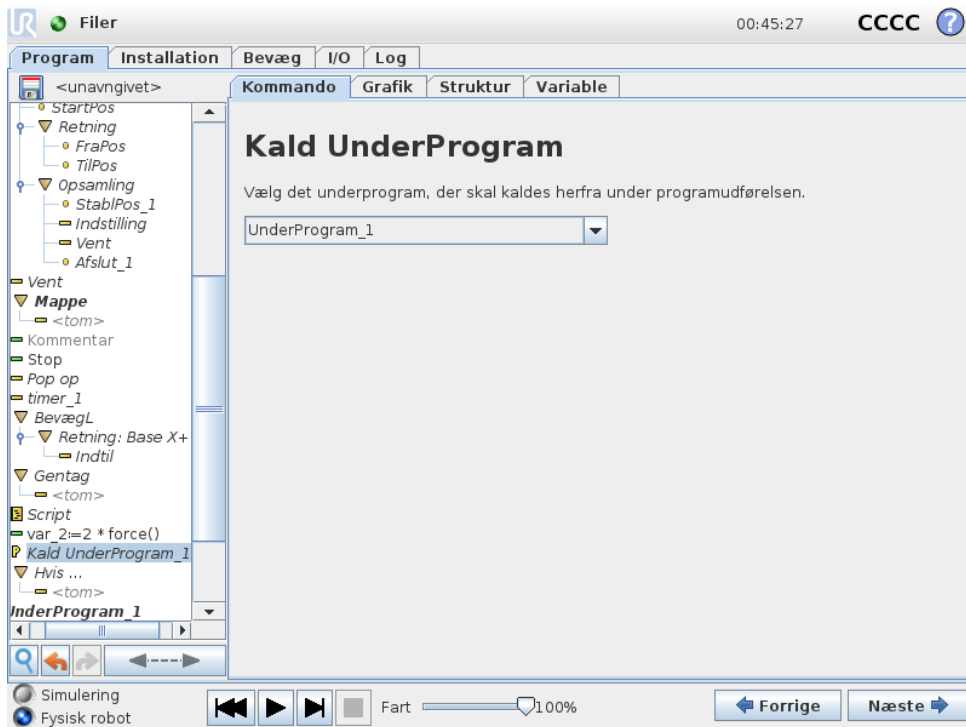 UR Filer 00:45:27 CCCC ?
Program Installation Bevæg I/O Log
<unavngivet>
Kommando Grafik Struktur Variable
StartPos
Retning
FraPos
TilPos
Opsamling
StablPos_1
Indstilling
Vent
Afslut_1
Vent
Mappe
<tom>
Kommentar
Stop
Pop op
timer_1
BevægL
Retning: Base X+
Indtil
Gentag
<tom>
Script
var_2:=2 * force()
P Kald UnderProgram_1
Hvis ...
<tom>
UnderProgram_1
Kald UnderProgram
Vælg det underprogram, der skal kaldes herfra under programudførelsen.
UnderProgram_1
Simulering
Fysisk robot
Fart 100%
Forrige Næste